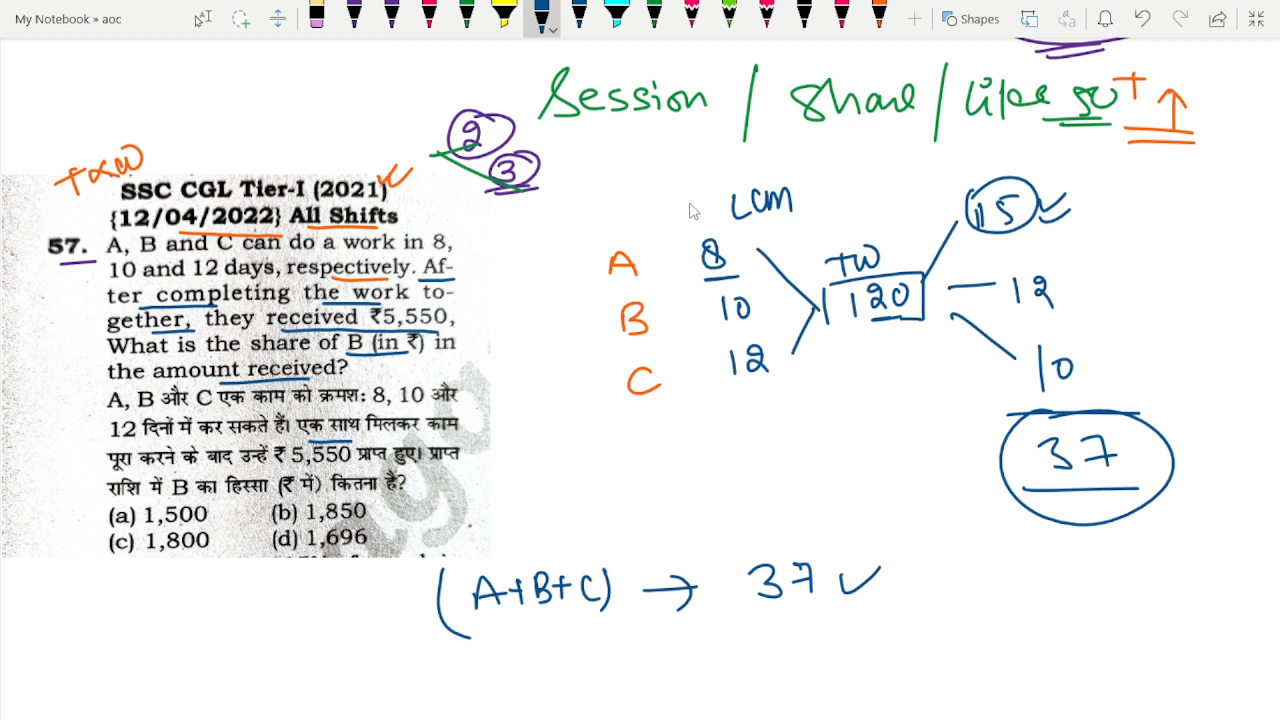 My Notebook » aoc
Shapes
Session / Share / Like 50+ ↑
2
3
SSC CGL Tier-I (2021)
{12/04/2022} All Shifts
57. A, B and C can do a work in 8,
10 and 12 days, respectively. Af-
ter completing the work to-
gether, they received ₹5,550,
What is the share of B (in ₹) in
the amount received?
A, B और C एक काम को क्रमश: 8, 10 और
12 दिनों में कर सकते हैं। एक साथ मिलकर काम
पूरा करने के बाद उन्हें ₹ 5,550 प्राप्त हुए। प्राप्त
राशि में B का हिस्सा (₹ में) कितना है?
(a) 1,500 (b) 1,850
(c) 1,800 (d) 1,696
LCM
A 8 TW 15
B 10 120 12
C 12 10
37
(A+B+C) → 37 ✓